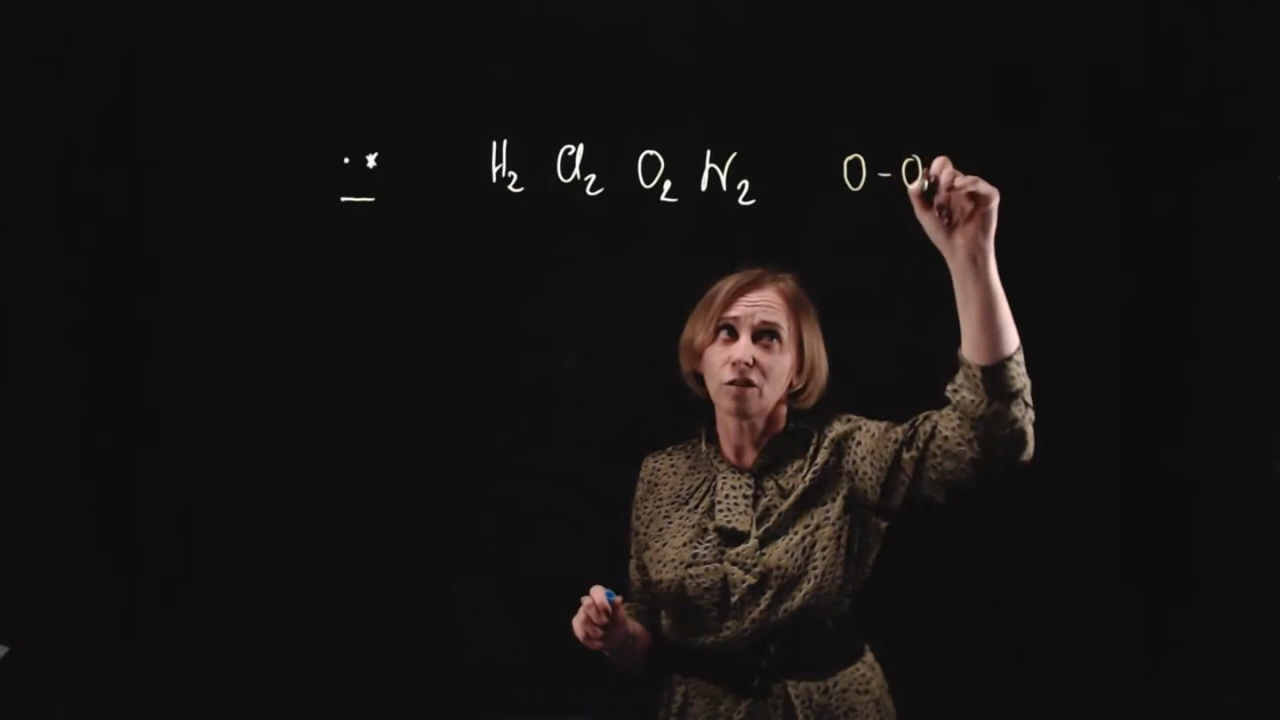 · * H₂ Cl₂ O₂ N₂ O - O
—